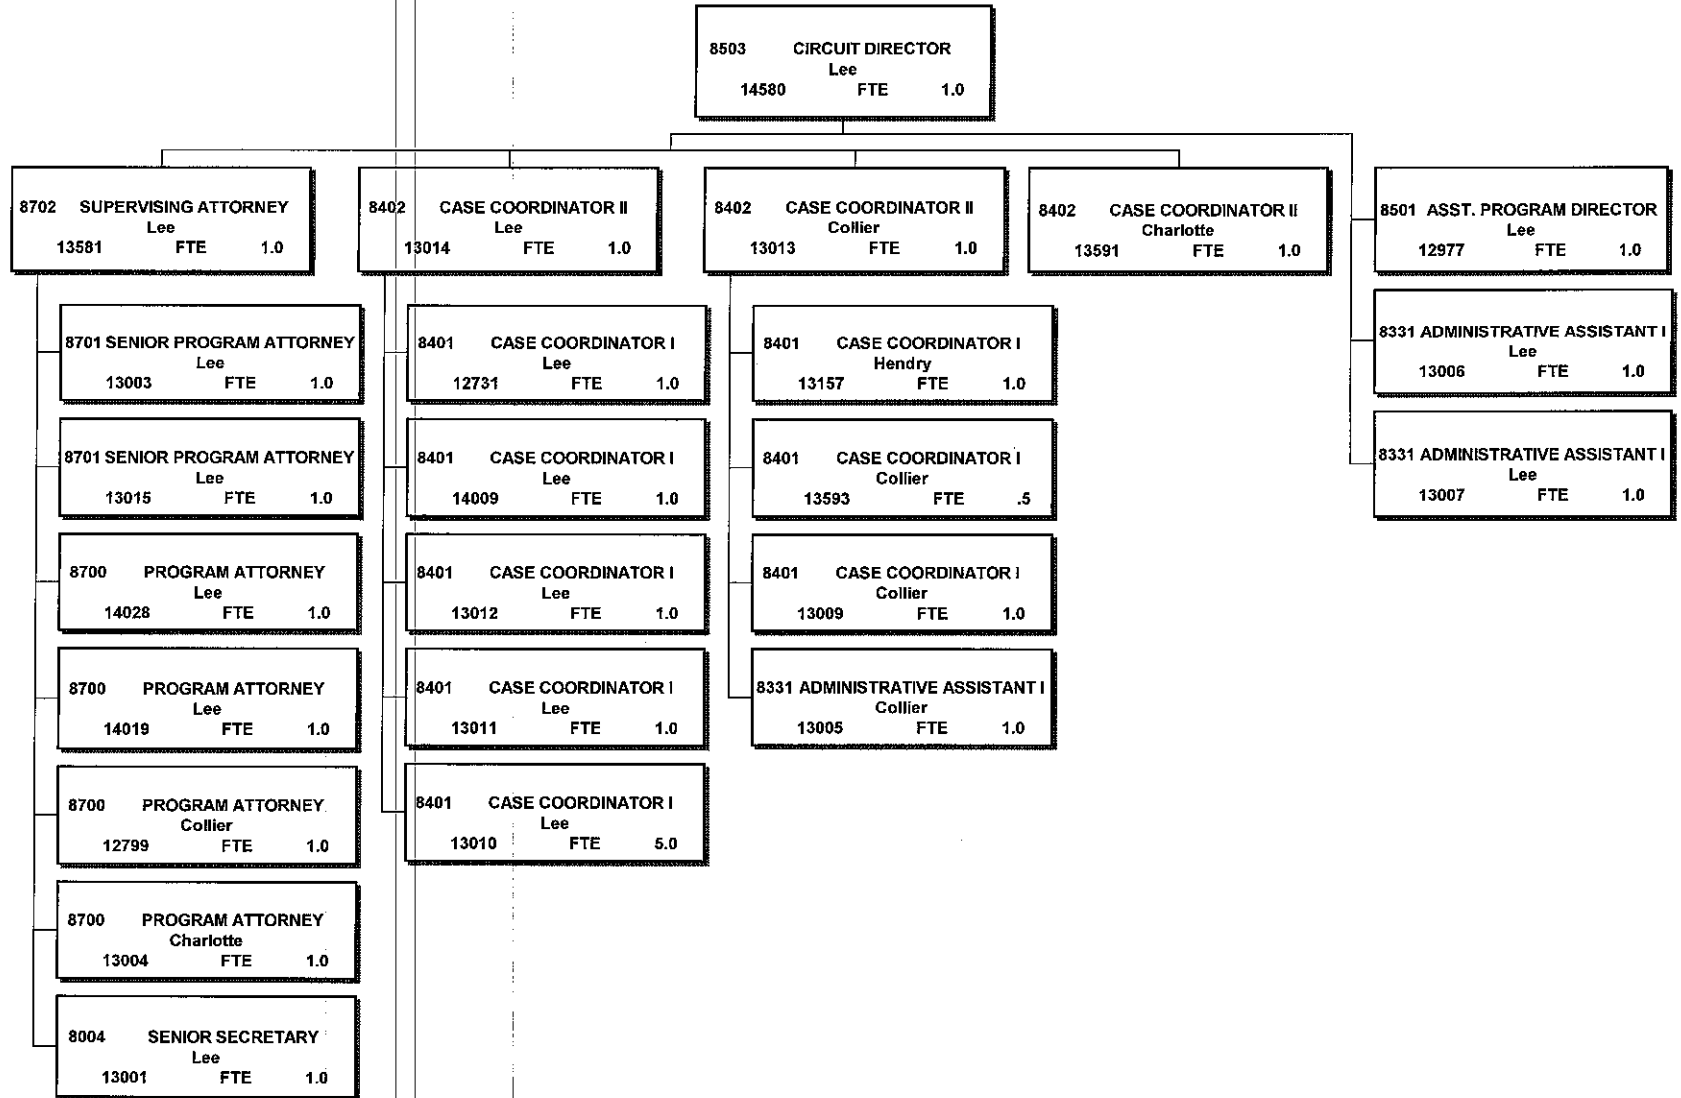 8503 CIRCUIT DIRECTOR
Lee
14580 FTE 1.0
8702 SUPERVISING ATTORNEY
Lee
13581 FTE 1.0
8701 SENIOR PROGRAM ATTORNEY
Lee
13003 FTE 1.0
8701 SENIOR PROGRAM ATTORNEY
Lee
13015 FTE 1.0
8700 PROGRAM ATTORNEY
Lee
14028 FTE 1.0
8700 PROGRAM ATTORNEY
Lee
14019 FTE 1.0
8700 PROGRAM ATTORNEY
Collier
12799 FTE 1.0
8700 PROGRAM ATTORNEY
Charlotte
13004 FTE 1.0
8004 SENIOR SECRETARY
Lee
13001 FTE 1.0
8402 CASE COORDINATOR II
Lee
13014 FTE 1.0
8401 CASE COORDINATOR I
Lee
12731 FTE 1.0
8401 CASE COORDINATOR I
Lee
14009 FTE 1.0
8401 CASE COORDINATOR I
Lee
13012 FTE 1.0
8401 CASE COORDINATOR I
Lee
13011 FTE 1.0
8401 CASE COORDINATOR I
Lee
13010 FTE 5.0
8402 CASE COORDINATOR II
Collier
13013 FTE 1.0
8401 CASE COORDINATOR I
Hendry
13157 FTE 1.0
8401 CASE COORDINATOR I
Collier
13593 FTE .5
8401 CASE COORDINATOR I
Collier
13009 FTE 1.0
8331 ADMINISTRATIVE ASSISTANT I
Collier
13005 FTE 1.0
8402 CASE COORDINATOR II
Charlotte
13591 FTE 1.0
8501 ASST. PROGRAM DIRECTOR
Lee
12977 FTE 1.0
8331 ADMINISTRATIVE ASSISTANT I
Lee
13006 FTE 1.0
8331 ADMINISTRATIVE ASSISTANT I
Lee
13007 FTE 1.0